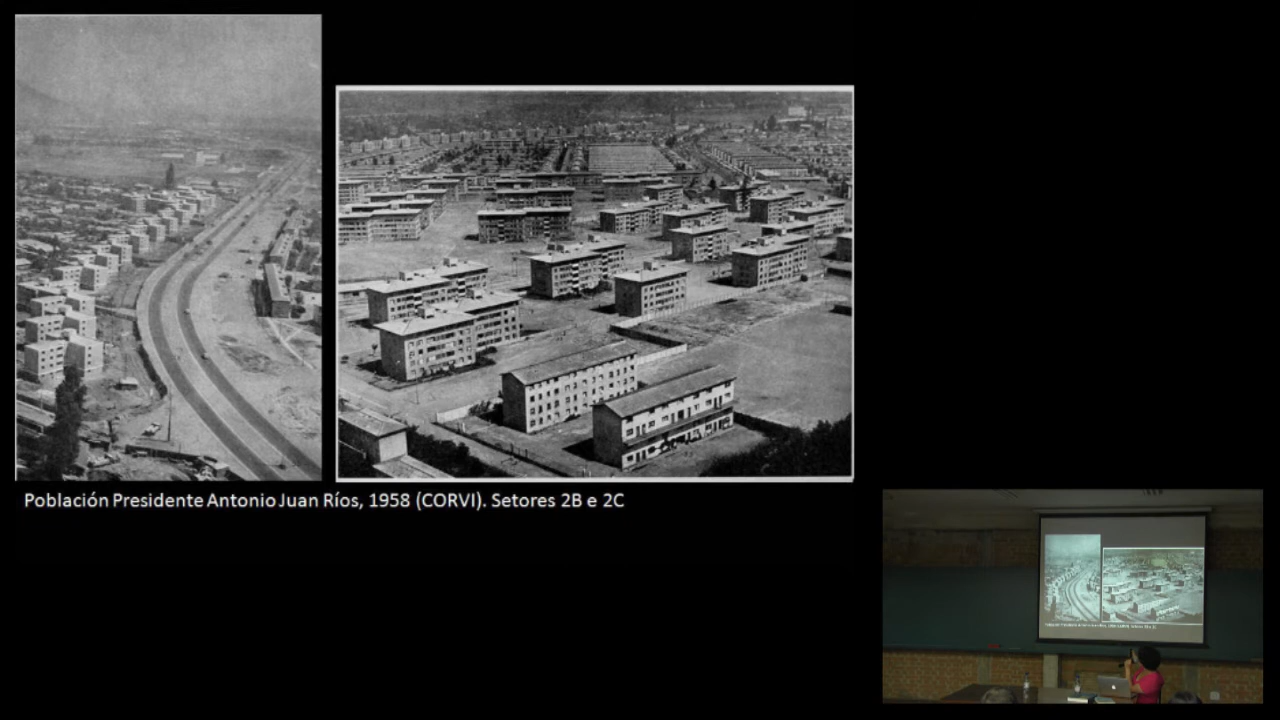 Población Presidente Antonio Juan Ríos, 1958 (CORVI). Setores 2B e 2C